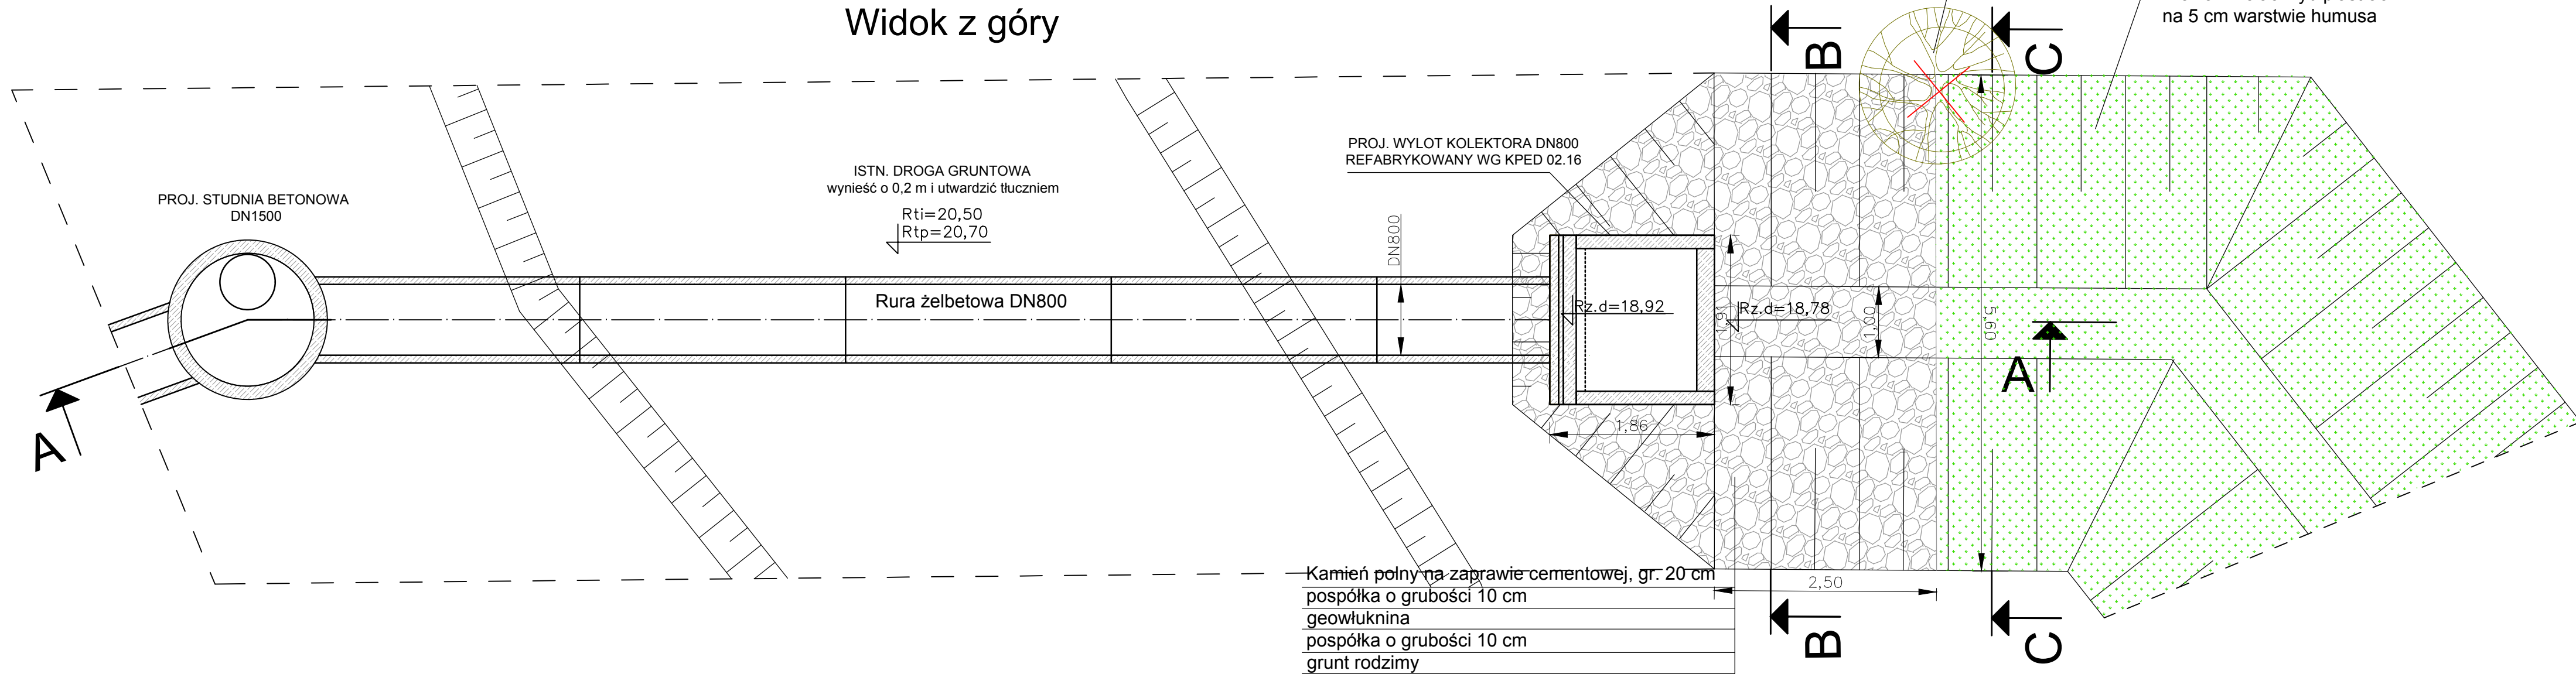 Widok z góry
na 5 cm warstwie humusa
B
C
PROJ. WYLOT KOLEKTORA DN800
REFABRYKOWANY WG KPED 02.16
ISTN. DROGA GRUNTOWA
wynieść o 0,2 m i utwardzić tłuczniem
PROJ. STUDNIA BETONOWA
DN1500
Rti=20,50
Rtp=20,70
DN800
Rura żelbetowa DN800
Rz.d=18,92
1,91
Rz.d=18,78
1,00
5,60
A
A
1,86
Kamień polny na zaprawie cementowej, gr. 20 cm
pospółka o grubości 10 cm
geowłuknina
pospółka o grubości 10 cm
grunt rodzimy
2,50
B
C